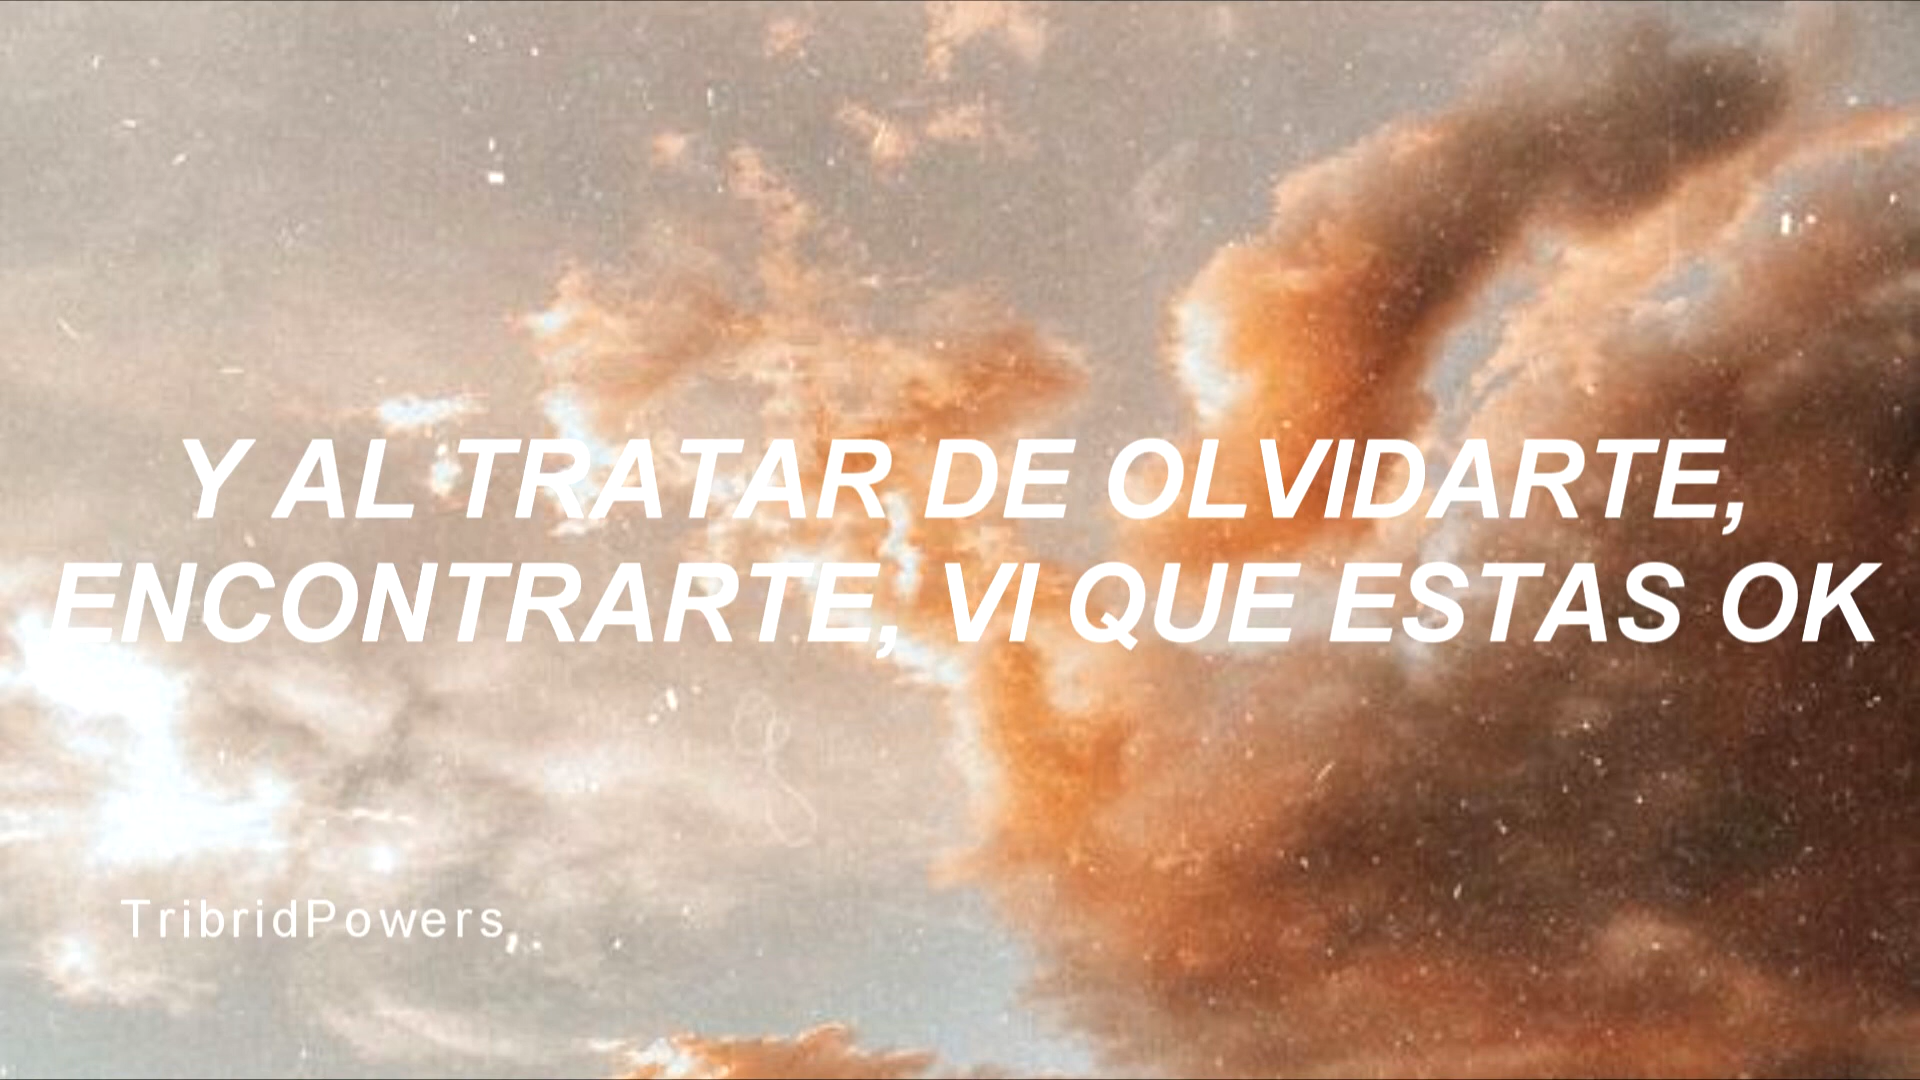 Y AL TRATAR DE OLVIDARTE,
ENCONTRARTE, VI QUE ESTAS OK
TribridPowers